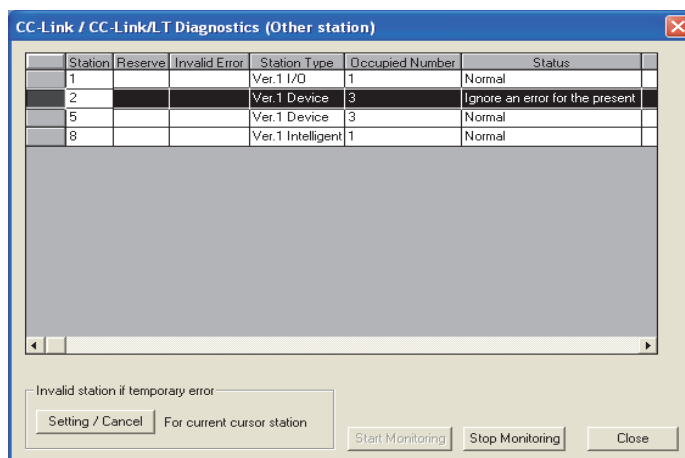 CC-Link / CC-Link/LT Diagnostics (Other station)
Station Reserve Invalid Error Station Type Occupied Number Status
1 Ver.1 I/O 1 Normal
2 Ver.1 Device 3 Ignore an error for the present
5 Ver.1 Device 3 Normal
8 Ver.1 Intelligent 1 Normal
Invalid station if temporary error
Setting / Cancel For current cursor station
Start Monitoring Stop Monitoring Close